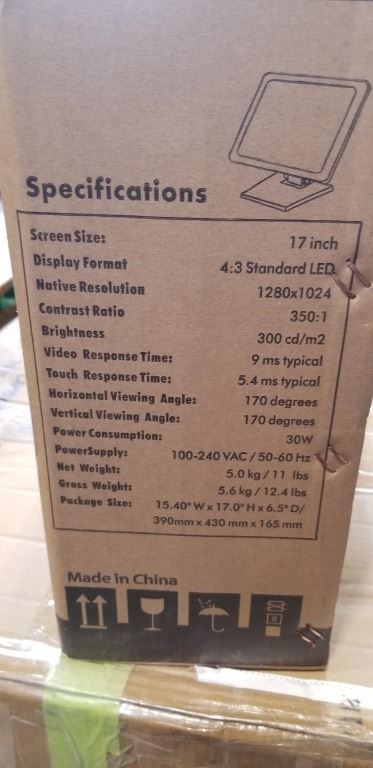 Specifications
Screen Size: 17 inch
Display Format 4:3 Standard LED
Native Resolution 1280x1024
Contrast Ratio 350:1
Brightness 300 cd/m2
Video Response Time: 9 ms typical
Touch Response Time: 5.4 ms typical
Horizontal Viewing Angle: 170 degrees
Vertical Viewing Angle: 170 degrees
Power Consumption: 30W
PowerSupply: 100-240 VAC / 50-60 Hz
Net Weight: 5.0 kg / 11 lbs
Gross Weight: 5.6 kg / 12.4 lbs
Package Size: 15.40" W x 17.0" H x 6.5" D/
390mm x 430 mm x 165 mm
Made in China
8